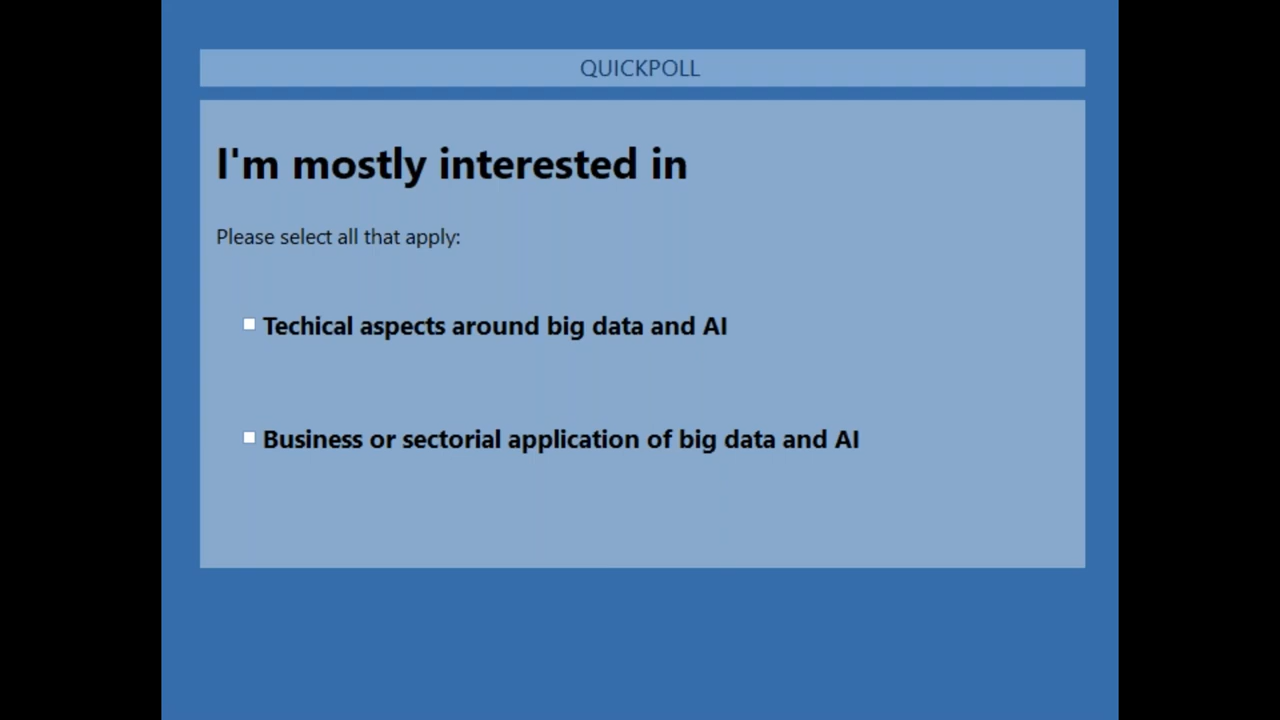 QUICKPOLL
I'm mostly interested in
Please select all that apply:
Techical aspects around big data and AI
Business or sectorial application of big data and AI